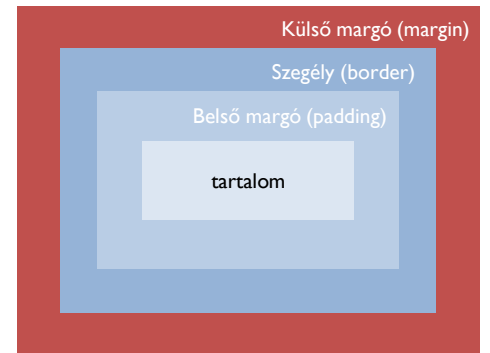 Külső margó (margin)
Szegély (border)
Belső margó (padding)
tartalom